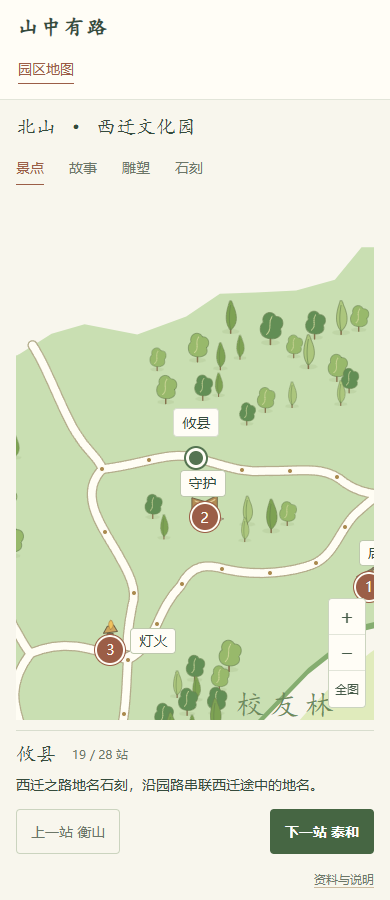 山中有路
园区地图
北山 • 西迁文化园
景点 故事 雕塑 石刻
攸县
守护
2
1
3
灯火
+
−
全图
校友林
攸县 19 / 28 站
西迁之路地名石刻，沿园路串联西迁途中的地名。
上一站 衡山
下一站 泰和
资料与说明